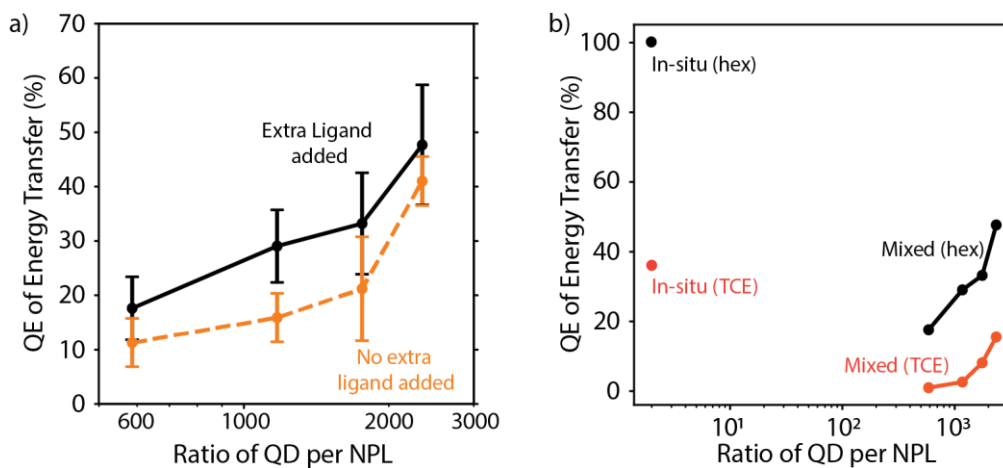 a)
QE of Energy Transfer (%)
70
60
50
40
30
20
10
0
Extra Ligand
added
No extra
ligand added
600
1000
2000
3000
Ratio of QD per NPL
b)
QE of Energy Transfer (%)
100
80
60
40
20
0
In-situ (hex)
Mixed (hex)
In-situ (TCE)
Mixed (TCE)
10¹
10²
10³
Ratio of QD per NPL